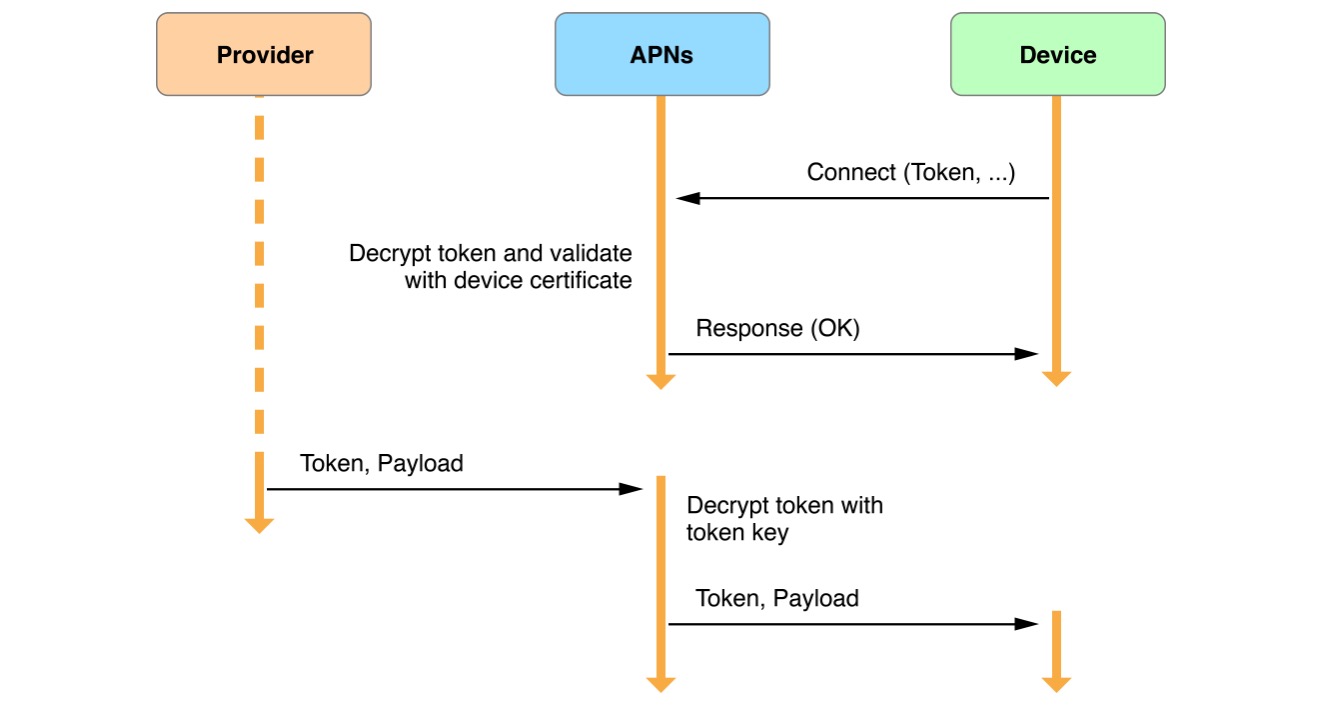 Provider
APNs
Device
Connect (Token, ...)
Decrypt token and validate
with device certificate
Response (OK)
Token, Payload
Decrypt token with
token key
Token, Payload